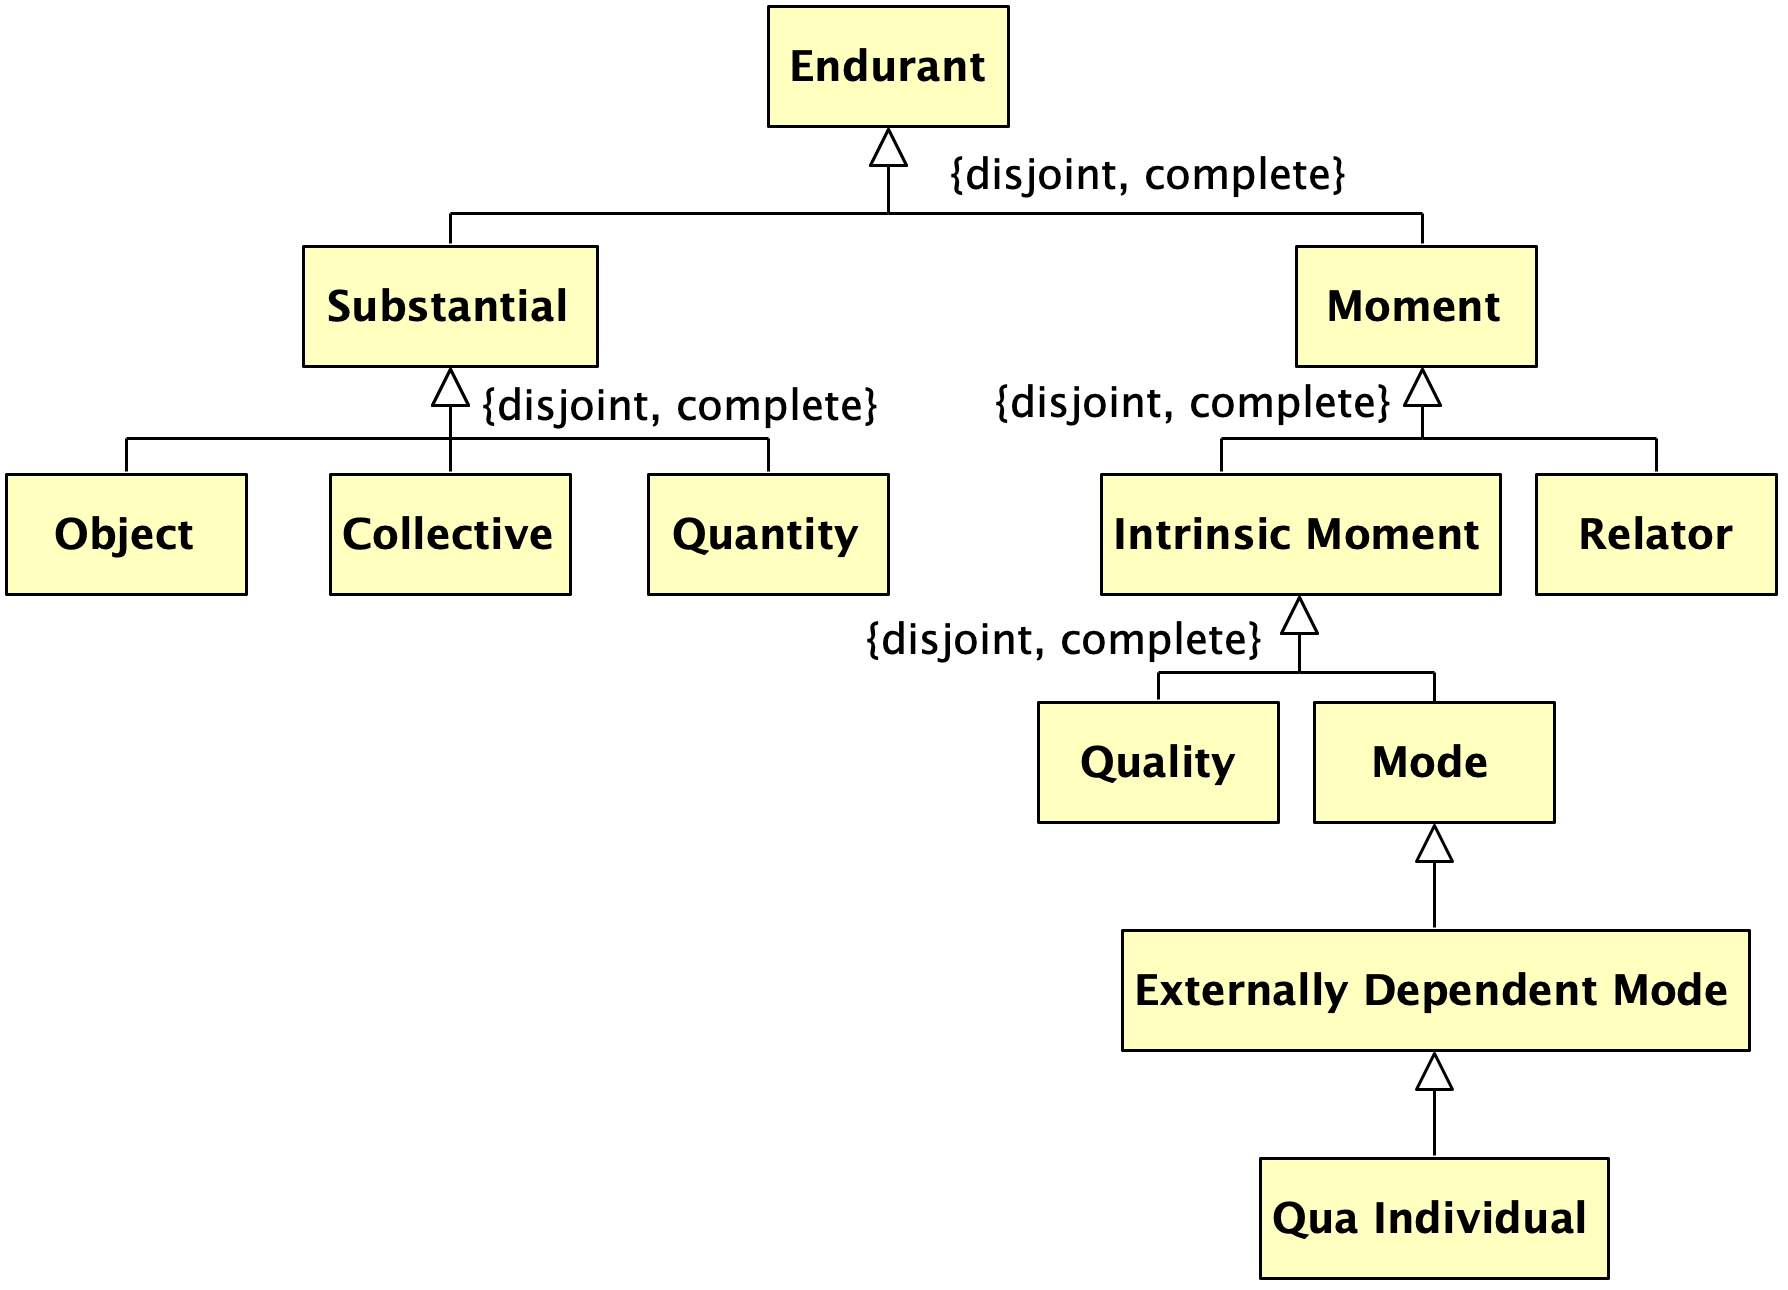 Endurant
{disjoint, complete}
Substantial
Moment
{disjoint, complete}
{disjoint, complete}
Object
Collective
Quantity
Intrinsic Moment
Relator
{disjoint, complete}
Quality
Mode
Externally Dependent Mode
Qua Individual